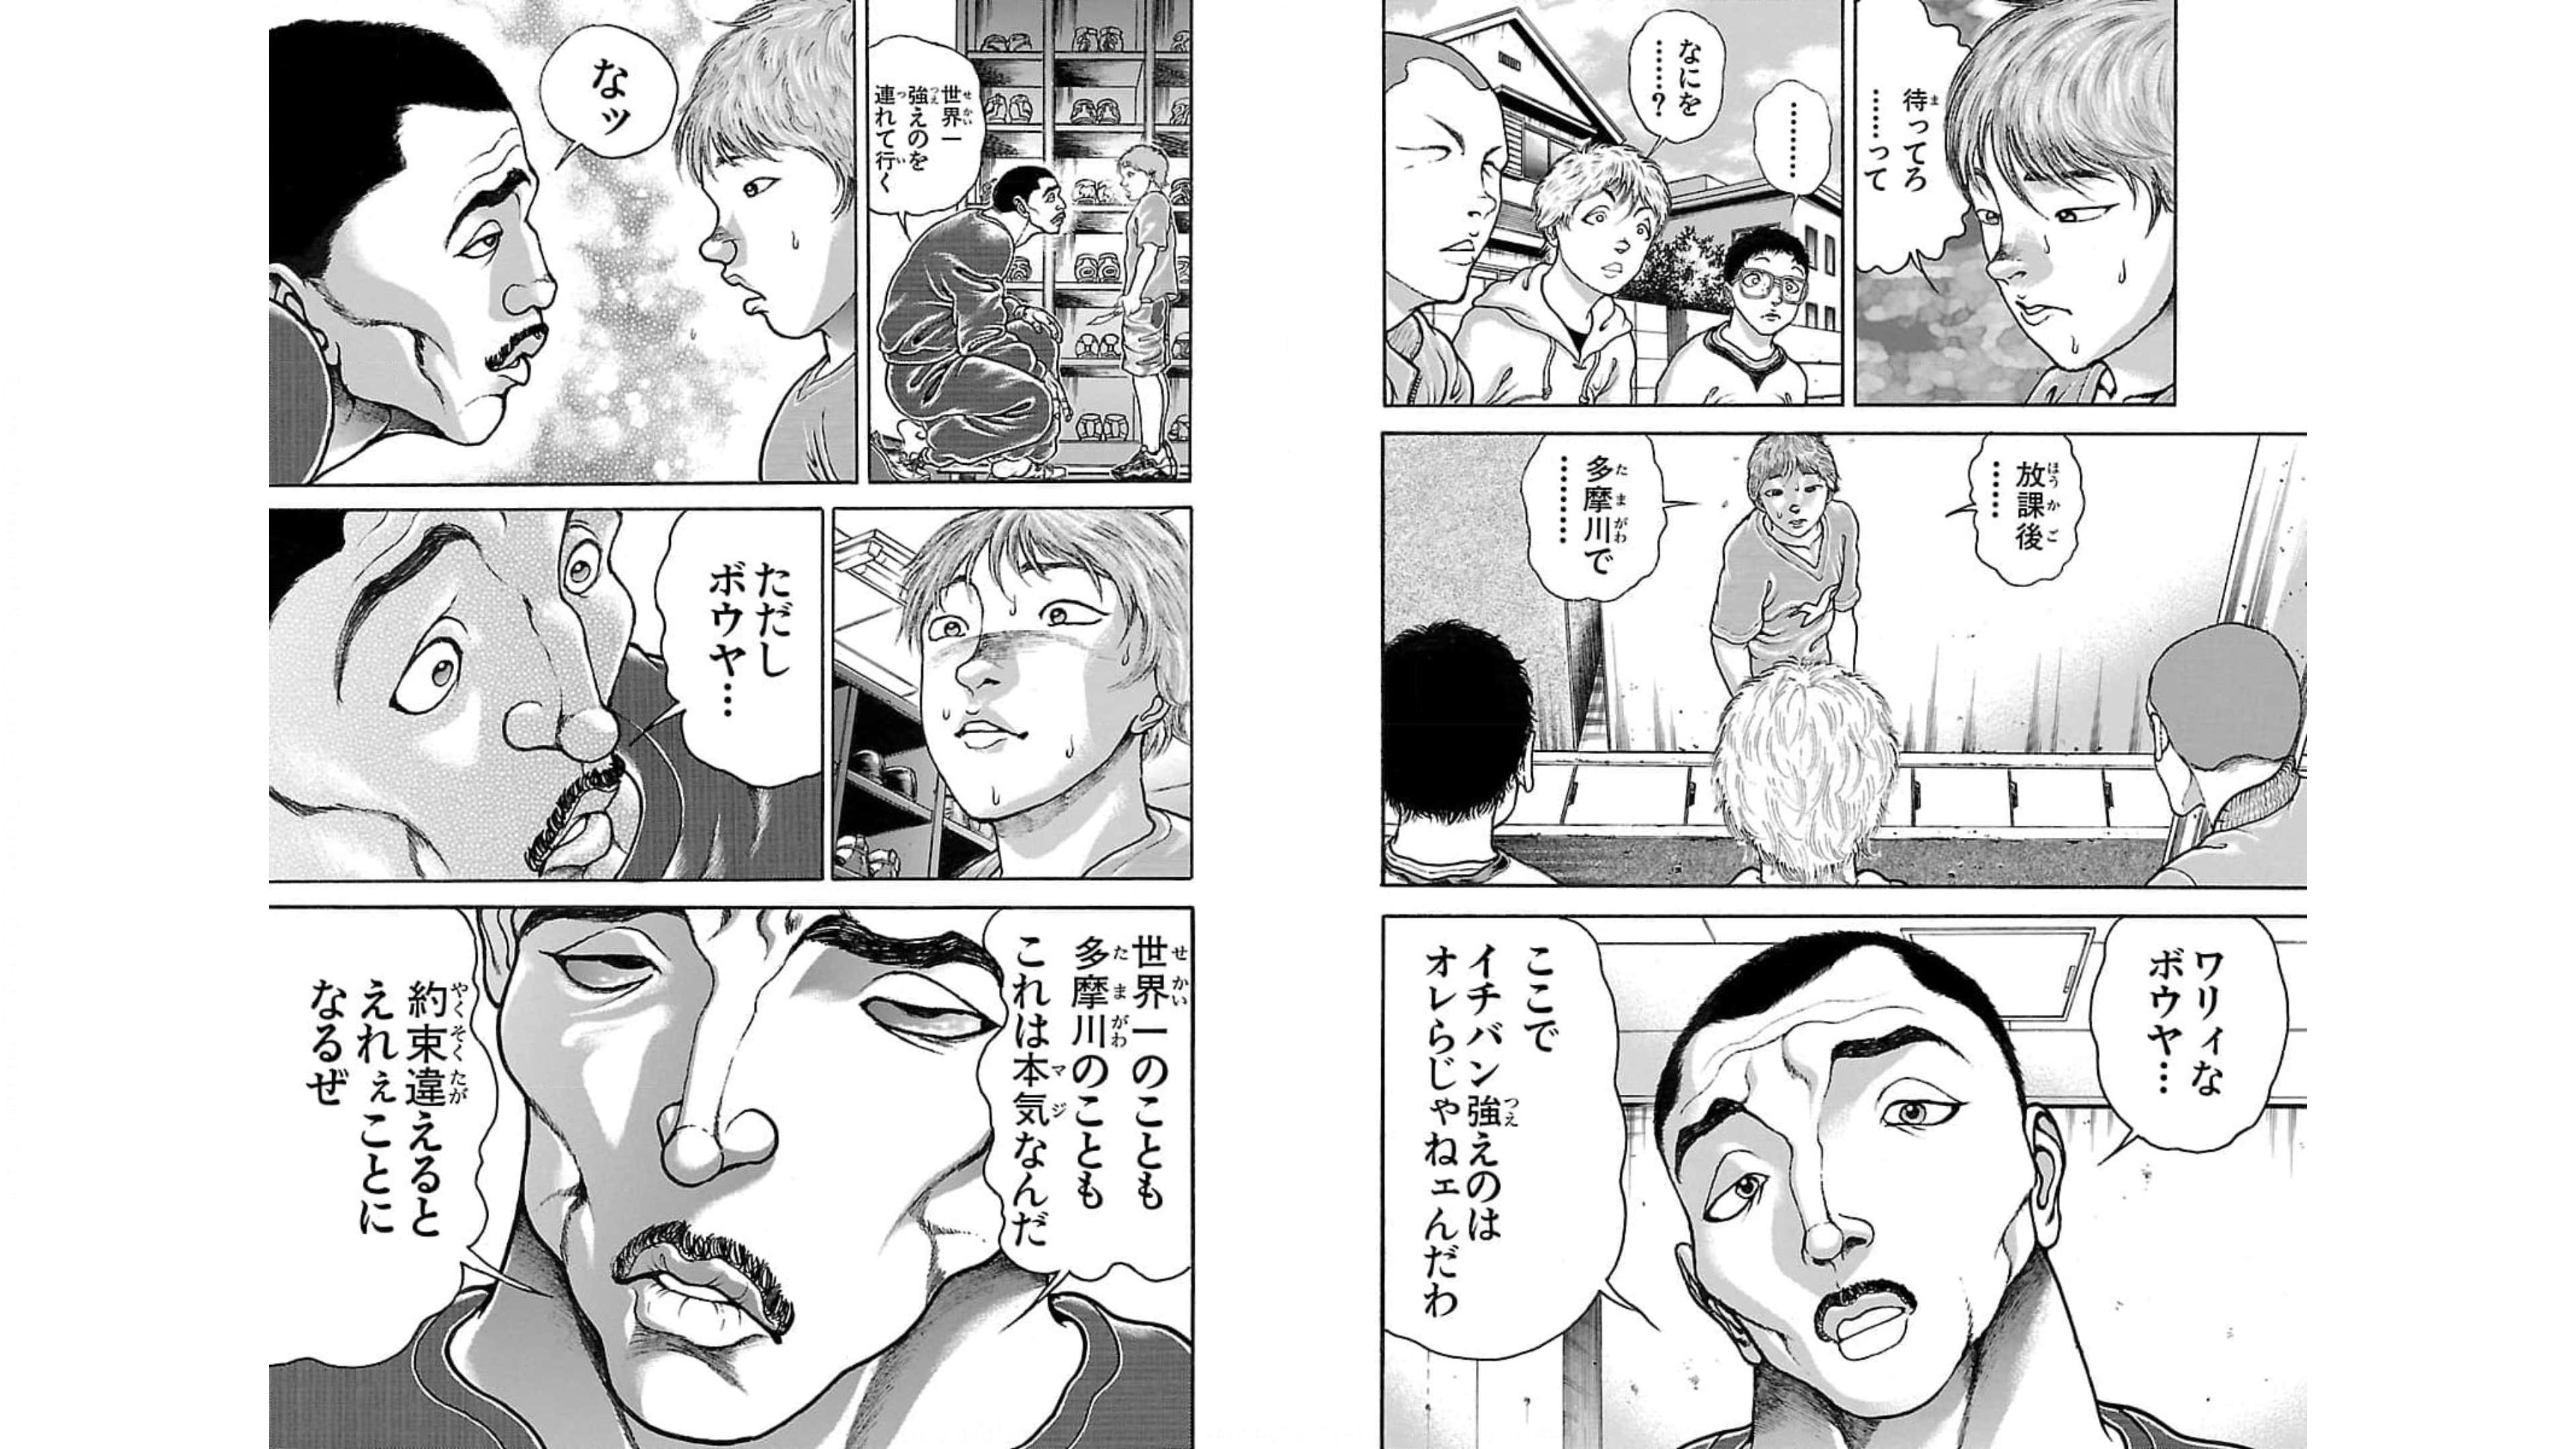 待ってろ
……って
………
なにを
……？
放課後
……
多摩川で
………
ワリィな
ボウヤ…
ここで
イチバン強えのは
オレらじゃねェんだわ
世界一
強えのを
連れて行く
なッ
ただし
ボウヤ…
世界一のことも
多摩川のことも
これは本気なんだ
約束違えると
えれぇことに
なるぜ